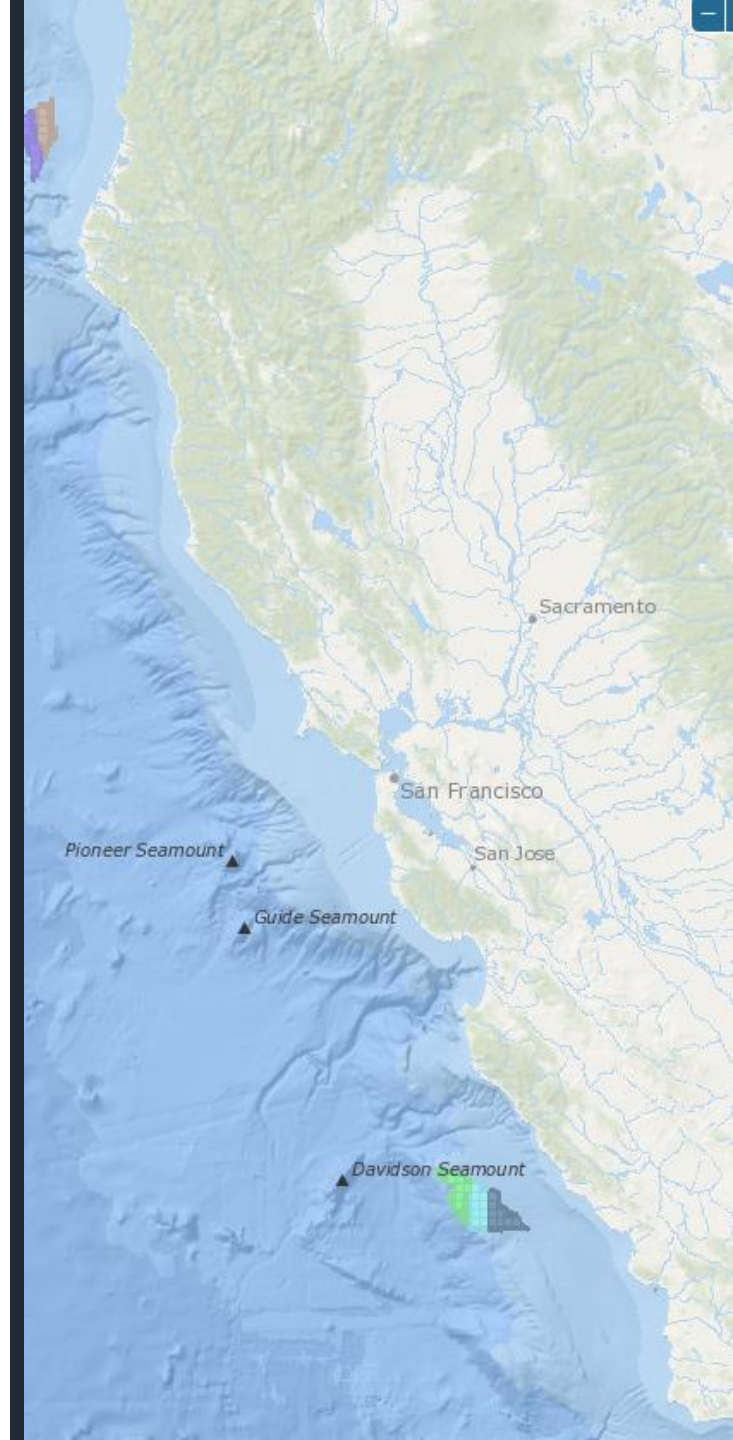 Sacramento
San Francisco
Pioneer Seamount
San Jose
Guide Seamount
Davidson Seamount